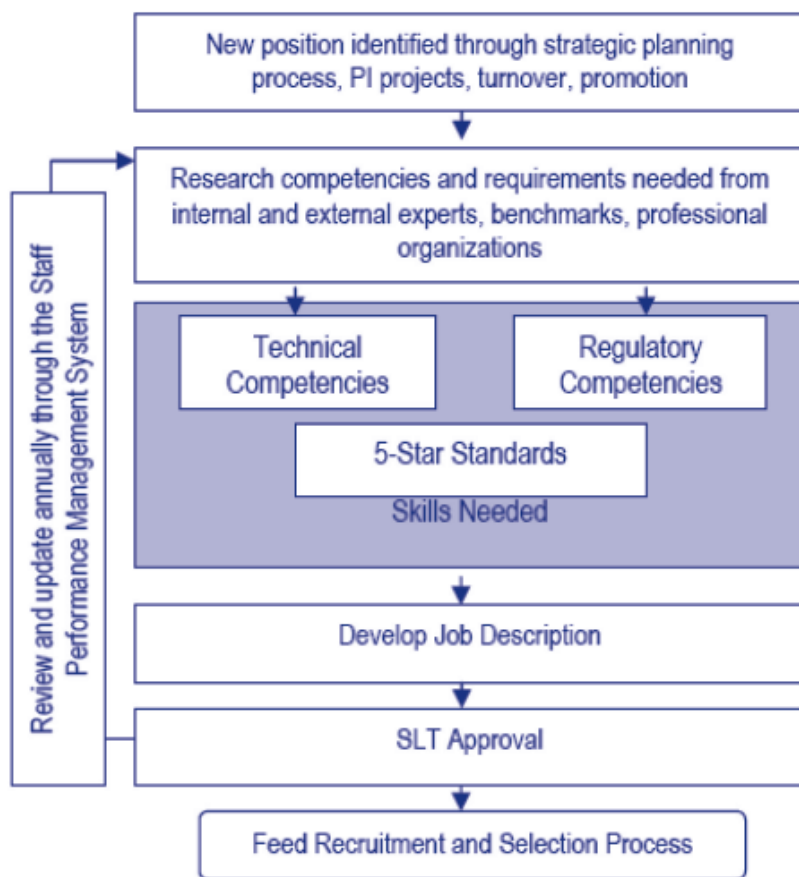 New position identified through strategic planning
process, PI projects, turnover, promotion
Research competencies and requirements needed from
internal and external experts, benchmarks, professional
organizations
Technical
Competencies
Regulatory
Competencies
5-Star Standards
Skills Needed
Develop Job Description
SLT Approval
Feed Recruitment and Selection Process
Review and update annually through the Staff
Performance Management System